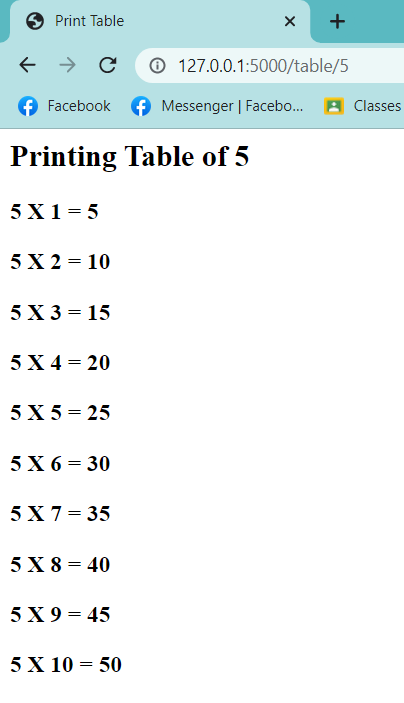 Print Table
127.0.0.1:5000/table/5
Facebook Messenger | Facebo... Classes
Printing Table of 5
5 X 1 = 5
5 X 2 = 10
5 X 3 = 15
5 X 4 = 20
5 X 5 = 25
5 X 6 = 30
5 X 7 = 35
5 X 8 = 40
5 X 9 = 45
5 X 10 = 50